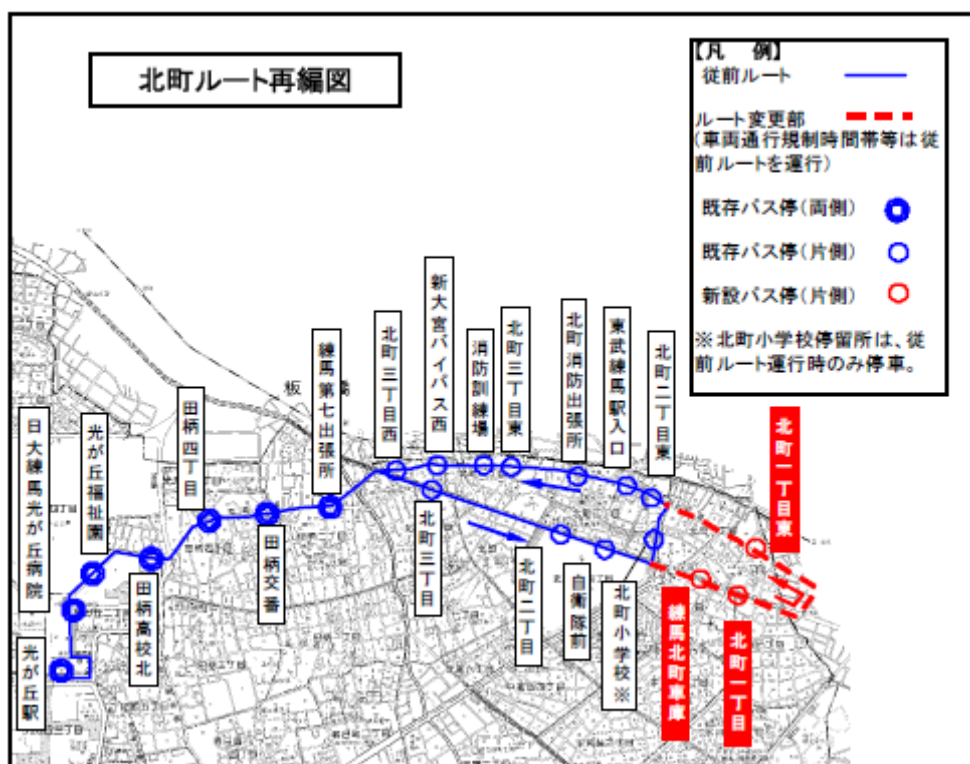 北町ルート再編図
【凡　例】
従前ルート
ルート変更部
(車両通行規制時間帯等は従
前ルートを運行)
既存バス停(両側)
既存バス停(片側)
新設バス停(片側)
※北町小学校停留所は、従
前ルート運行時のみ停車。
光が丘駅
日大練馬光が丘病院
光が丘福祉園
田柄高校北
田柄四丁目
田柄交番
練馬第七出張所
板橋
北町三丁目西
新大宮バイパス西
消防訓練場
北町三丁目東
北町消防出張所
東武練馬駅入口
北町二丁目東
北町一丁目東
北町三丁目
北町二丁目
自衛隊前
北町小学校※
練馬北町車庫
北町一丁目